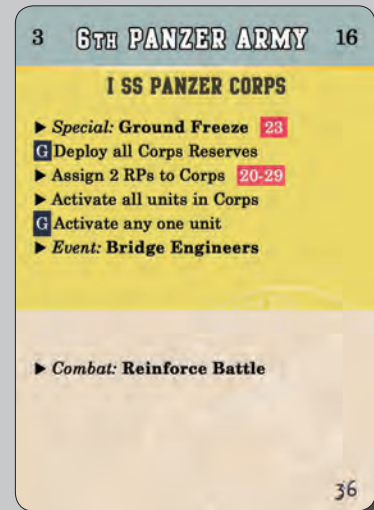 3 6TH PANZER ARMY 16
I SS PANZER CORPS
▶ Special: Ground Freeze 23
G Deploy all Corps Reserves
▶ Assign 2 RPs to Corps 20-29
▶ Activate all units in Corps
G Activate any one unit
▶ Event: Bridge Engineers
▶ Combat: Reinforce Battle
36